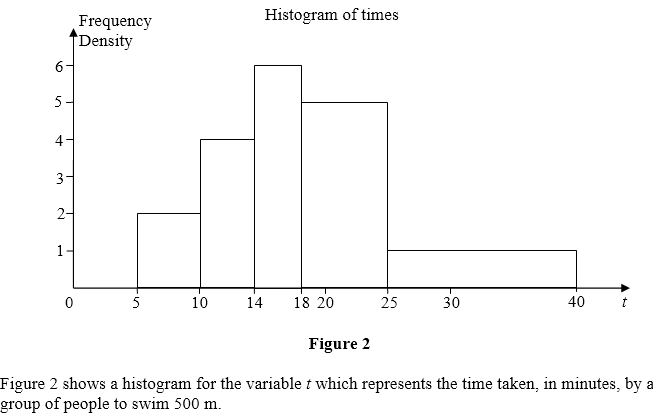 Histogram of times
Frequency
Density
6
5
4
3
2
1
0 5 10 14 18 20 25 30 40 t
Figure 2
Figure 2 shows a histogram for the variable t which represents the time taken, in minutes, by a
group of people to swim 500 m.